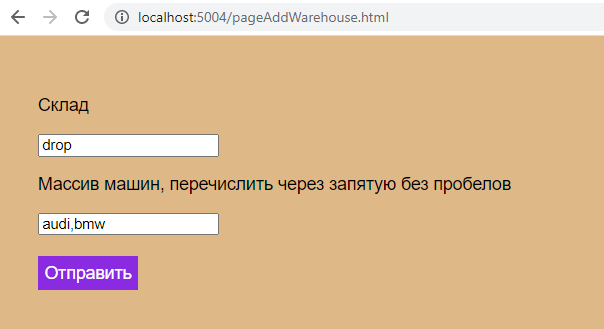 localhost:5004/pageAddWarehouse.html
Склад
drop
Массив машин, перечислить через запятую без пробелов
audi,bmw
Отправить